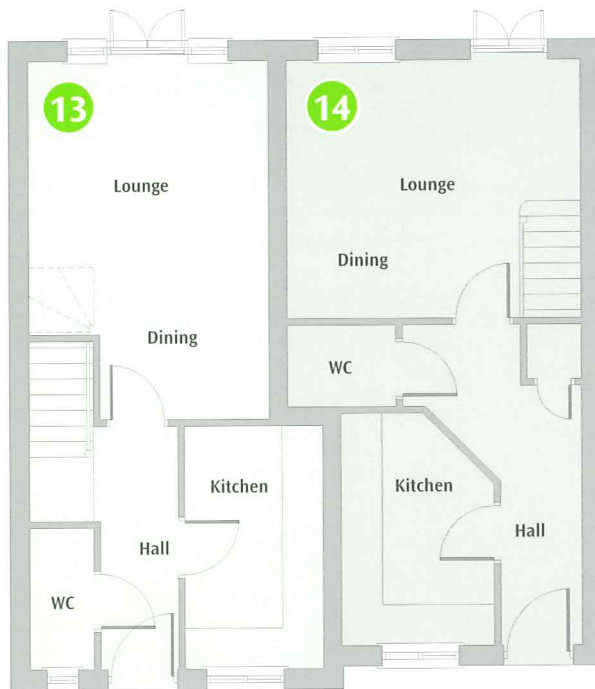 13
Lounge
Dining
Hall
Kitchen
WC
14
Lounge
Dining
WC
Kitchen
Hall